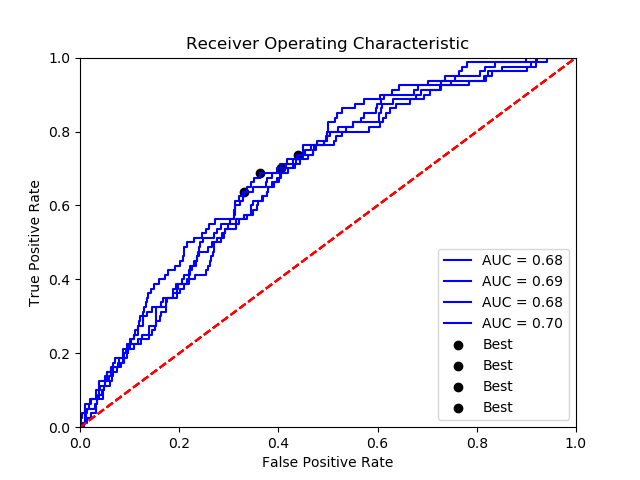 Receiver Operating Characteristic
1.0
0.8
0.6
0.4
0.2
0.0
True Positive Rate
AUC = 0.68
AUC = 0.69
AUC = 0.68
AUC = 0.70
Best
Best
Best
Best
0.0 0.2 0.4 0.6 0.8 1.0
False Positive Rate